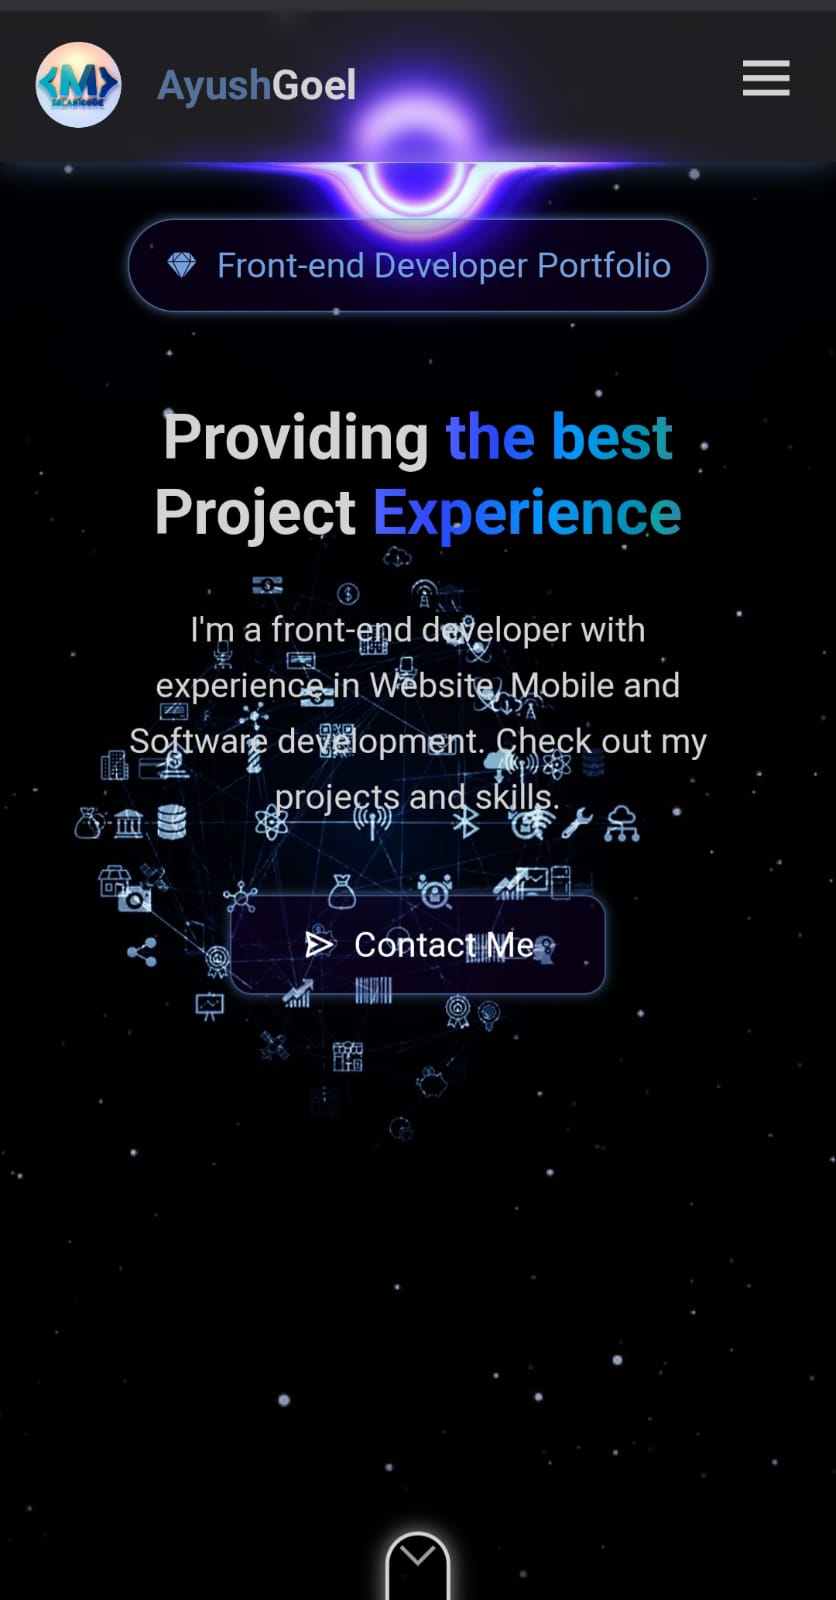 AyushGoel
Front-end Developer Portfolio
Providing the best
Project Experience
I'm a front-end developer with
experience in Website, Mobile and
Software development. Check out my
projects and skills.
Contact Me